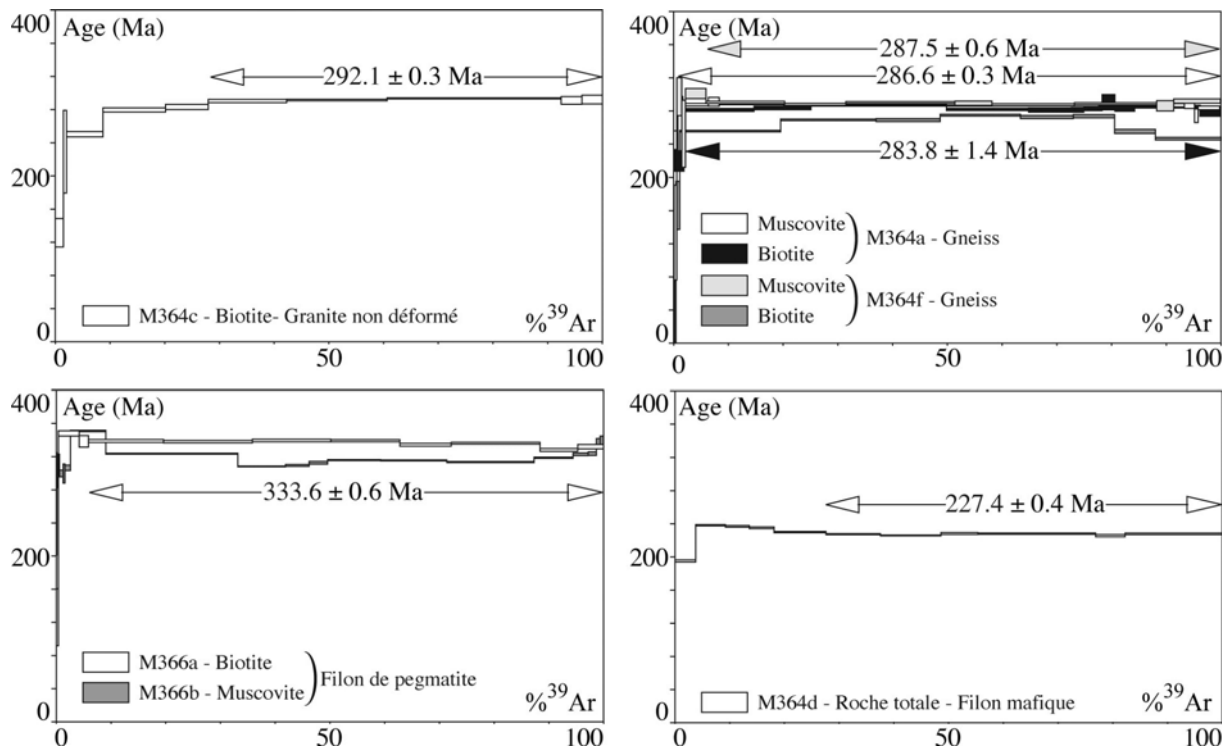 400
Age (Ma)
292.1 ± 0.3 Ma
200
M364c - Biotite- Granite non déformé
%39Ar
0
0
50
100
400
Age (Ma)
287.5 ± 0.6 Ma
286.6 ± 0.3 Ma
200
283.8 ± 1.4 Ma
Muscovite
Biotite
M364a - Gneiss
Muscovite
Biotite
M364f - Gneiss
%39Ar
0
0
50
100
400
Age (Ma)
333.6 ± 0.6 Ma
200
M366a - Biotite
M366b - Muscovite
Filon de pegmatite
%39Ar
0
0
50
100
400
Age (Ma)
227.4 ± 0.4 Ma
200
M364d - Roche totale - Filon mafique
%39Ar
0
0
50
100